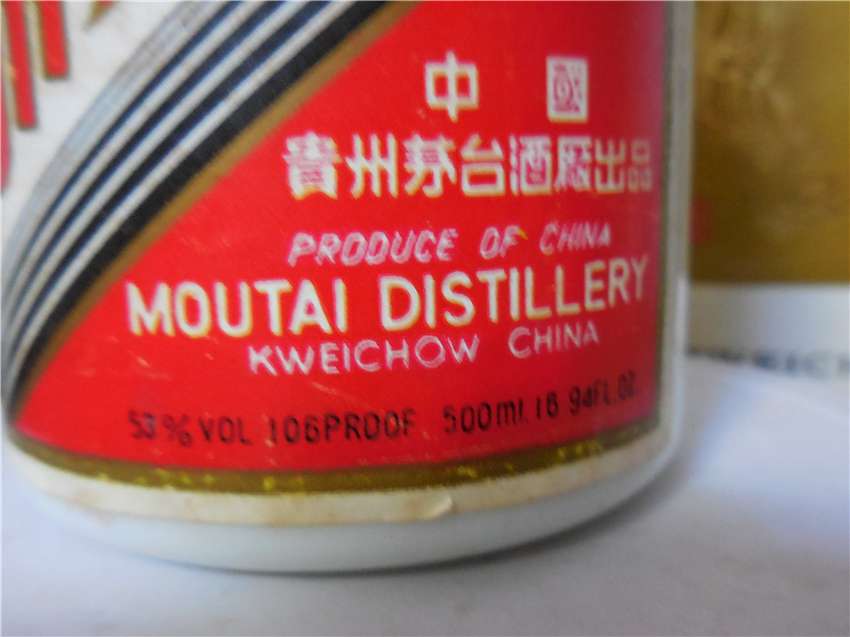 中國
貴州茅台酒廠出品
PRODUCE OF CHINA
MOUTAI DISTILLERY
KWEICHOW CHINA
53% VOL 106PROOF 500ml. 16 94FL.OZ.